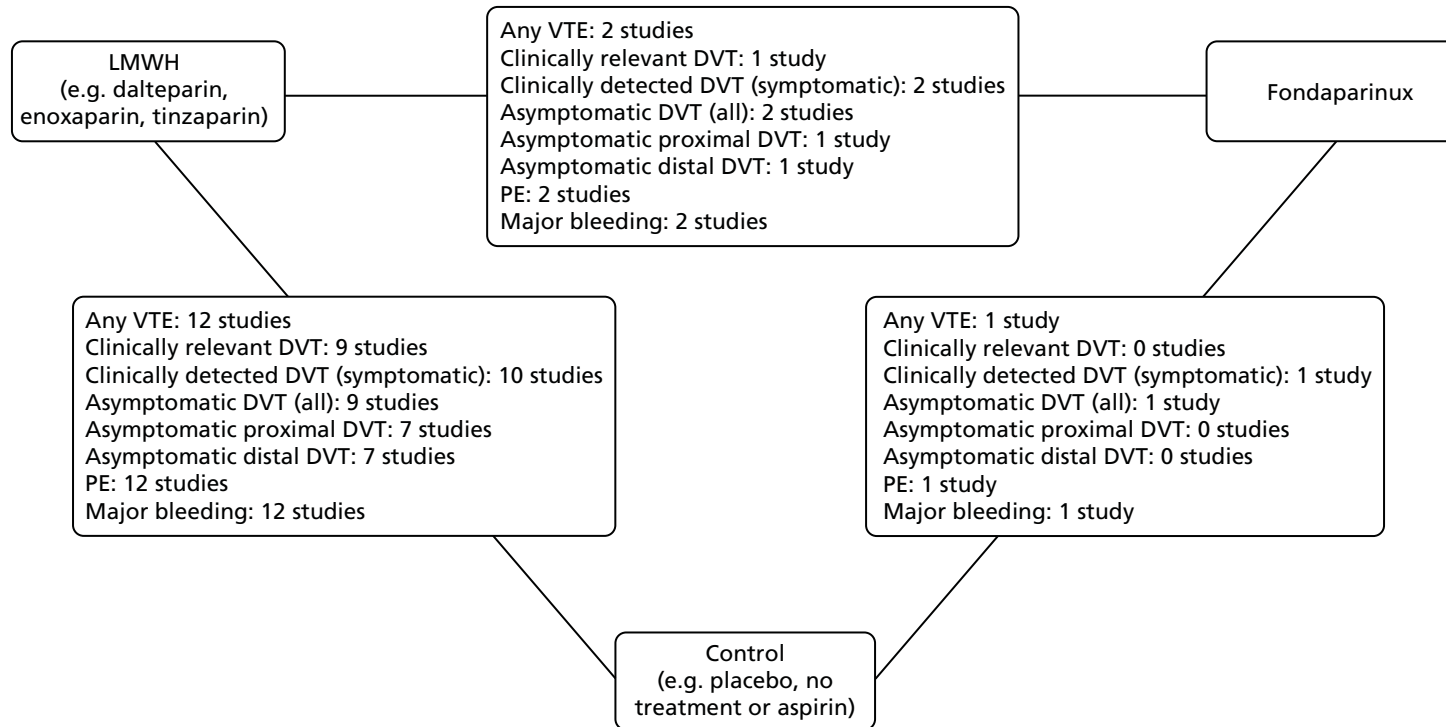 LMWH
(e.g. dalteparin,
enoxaparin, tinzaparin)
Any VTE: 2 studies
Clinically relevant DVT: 1 study
Clinically detected DVT (symptomatic): 2 studies
Asymptomatic DVT (all): 2 studies
Asymptomatic proximal DVT: 1 study
Asymptomatic distal DVT: 1 study
PE: 2 studies
Major bleeding: 2 studies
Fondaparinux
Any VTE: 12 studies
Clinically relevant DVT: 9 studies
Clinically detected DVT (symptomatic): 10 studies
Asymptomatic DVT (all): 9 studies
Asymptomatic proximal DVT: 7 studies
Asymptomatic distal DVT: 7 studies
PE: 12 studies
Major bleeding: 12 studies
Any VTE: 1 study
Clinically relevant DVT: 0 studies
Clinically detected DVT (symptomatic): 1 study
Asymptomatic DVT (all): 1 study
Asymptomatic proximal DVT: 0 studies
Asymptomatic distal DVT: 0 studies
PE: 1 study
Major bleeding: 1 study
Control
(e.g. placebo, no
treatment or aspirin)